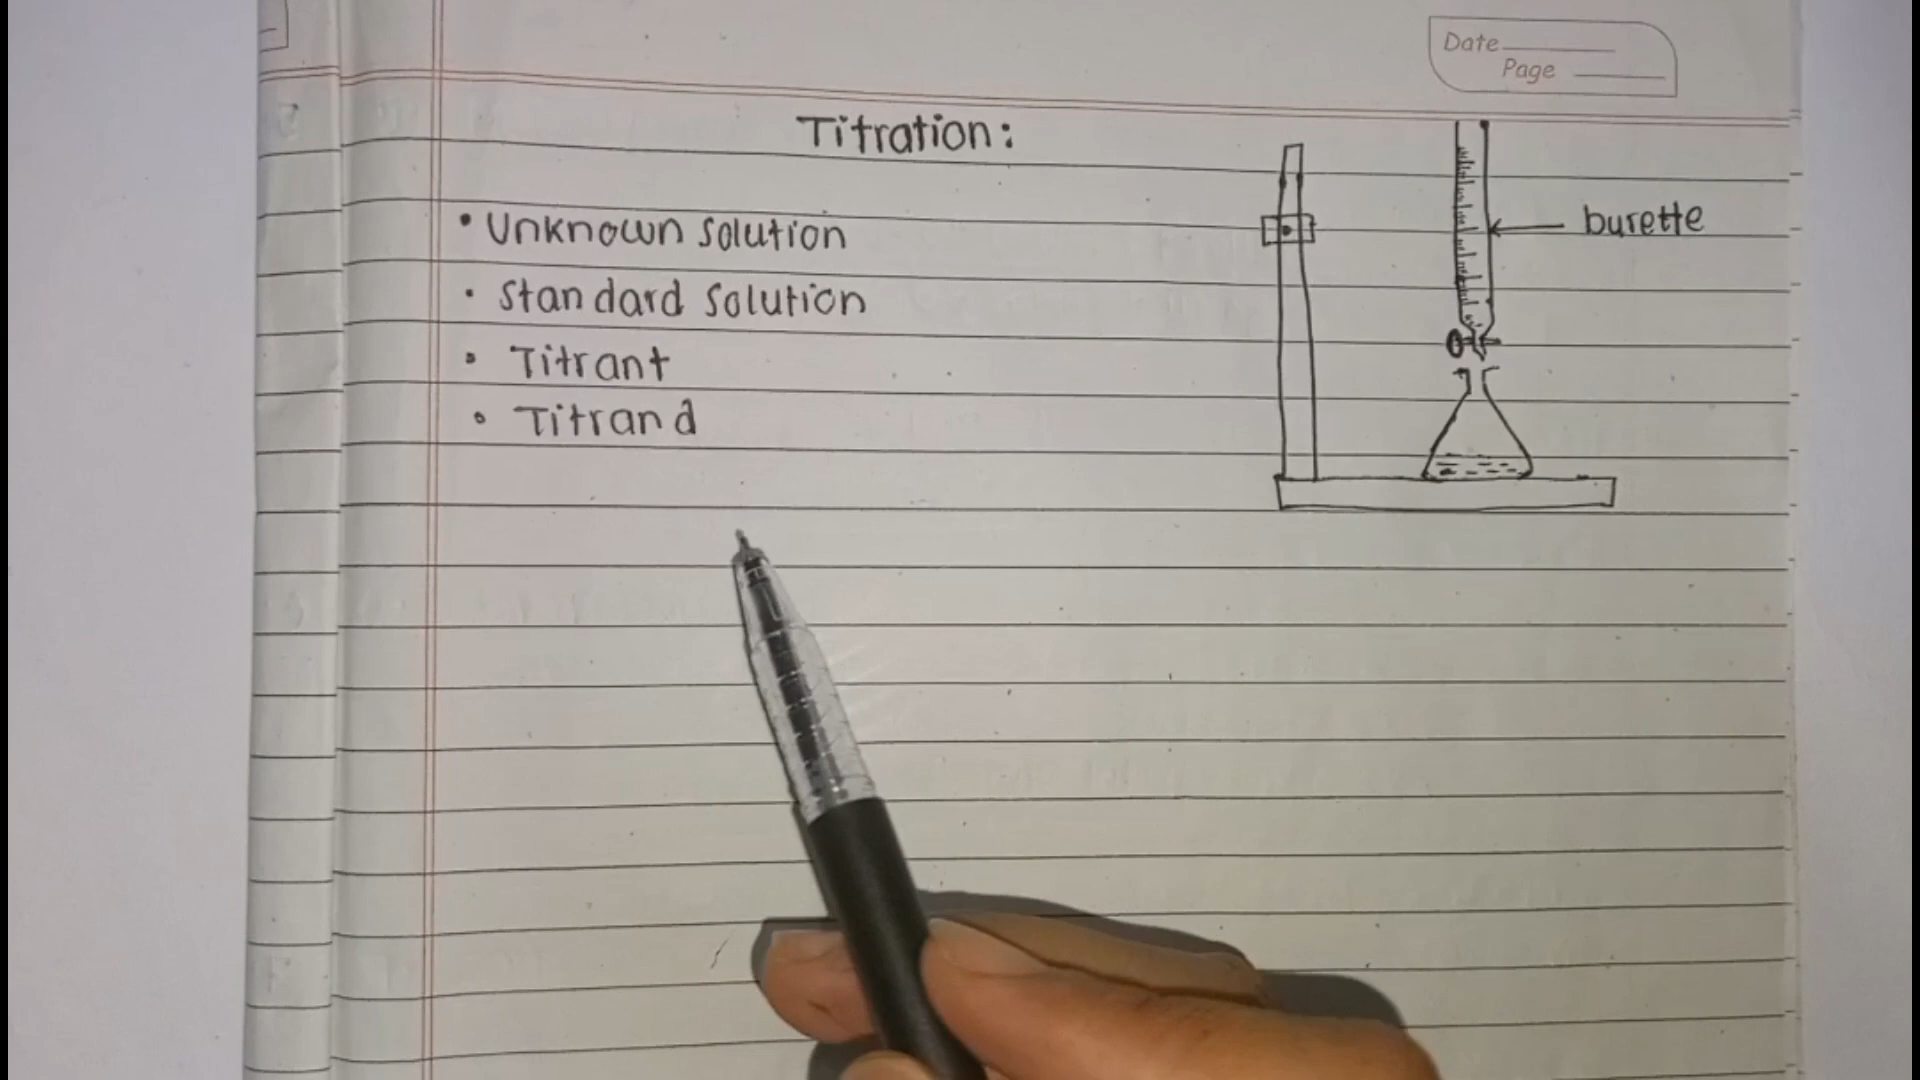 Date
Page
Titration:
• Unknown solution
• Standard solution
• Titrant
• Titrand
burette